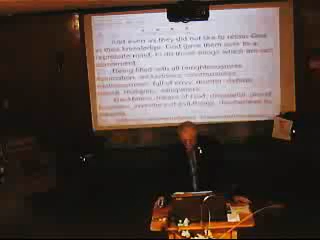 And even as they did not like to retain God
in their knowledge, God gave them over to a
reprobate mind, to do those things which are not
convenient;
Being filled with all unrighteousness,
fornication, wickedness, covetousness,
maliciousness; full of envy, murder, debate,
deceit, malignity; whisperers,
Backbiters, haters of God, despiteful, proud,
boasters, inventors of evil things, disobedient to
parents,